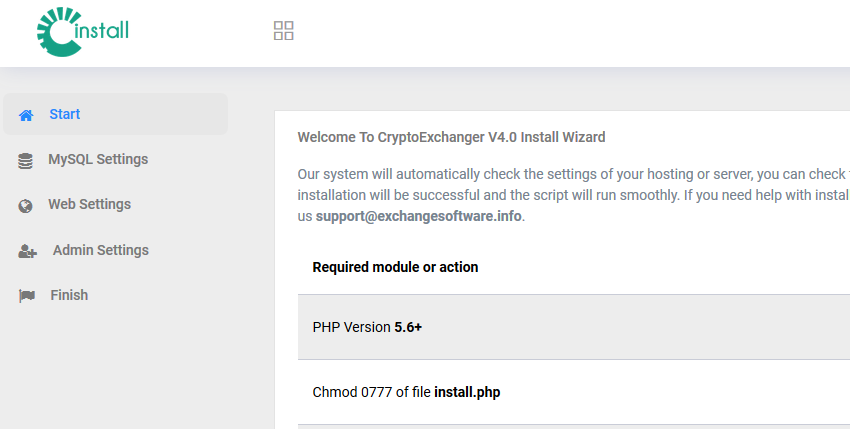 install
Start
MySQL Settings
Web Settings
Admin Settings
Finish
Welcome To CryptoExchanger V4.0 Install Wizard
Our system will automatically check the settings of your hosting or server, you can check
installation will be successful and the script will run smoothly. If you need help with instal
us support@exchangesoftware.info.
Required module or action
PHP Version 5.6+
Chmod 0777 of file install.php